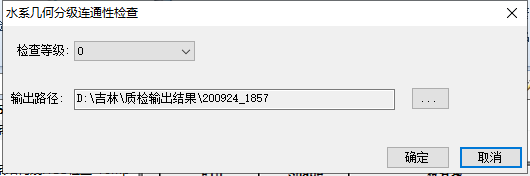 水系几何分级连通性检查
检查等级: 0
输出路径: D:\吉林\质检输出结果\200924_1857 ...
确定 取消